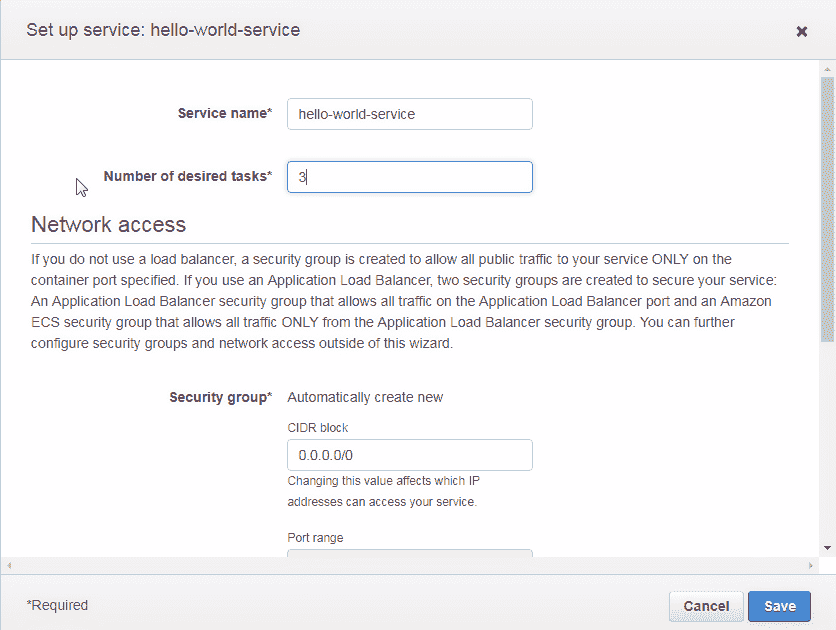 Set up service: hello-world-service
Service name*
hello-world-service
Number of desired tasks*
3
Network access
If you do not use a load balancer, a security group is created to allow all public traffic to your service ONLY on the
container port specified. If you use an Application Load Balancer, two security groups are created to secure your service:
An Application Load Balancer security group that allows all traffic on the Application Load Balancer port and an Amazon
ECS security group that allows all traffic ONLY from the Application Load Balancer security group. You can further
configure security groups and network access outside of this wizard.
Security group*
Automatically create new
CIDR block
0.0.0.0/0
Changing this value affects which IP
addresses can access your service.
Port range
*Required
Cancel
Save